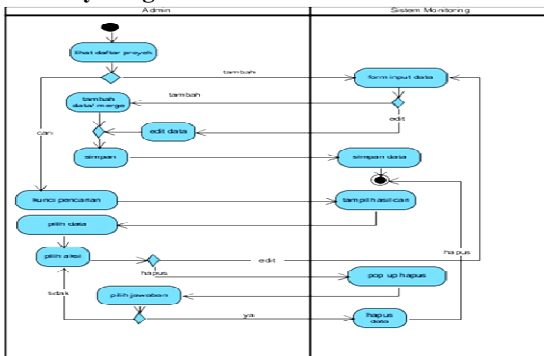 Admin
Sistem Monitoring
lihat daftar proyek
tambah
form input data
tambah
tambah
data/ merge
edit
edit data
cari
simpan
simpan data
kunci pencarian
tampil hasil cari
pilih data
pilih aksi
edit
hapus
hapus
pop up hapus
tidak
pilih jawaban
ya
hapus
data